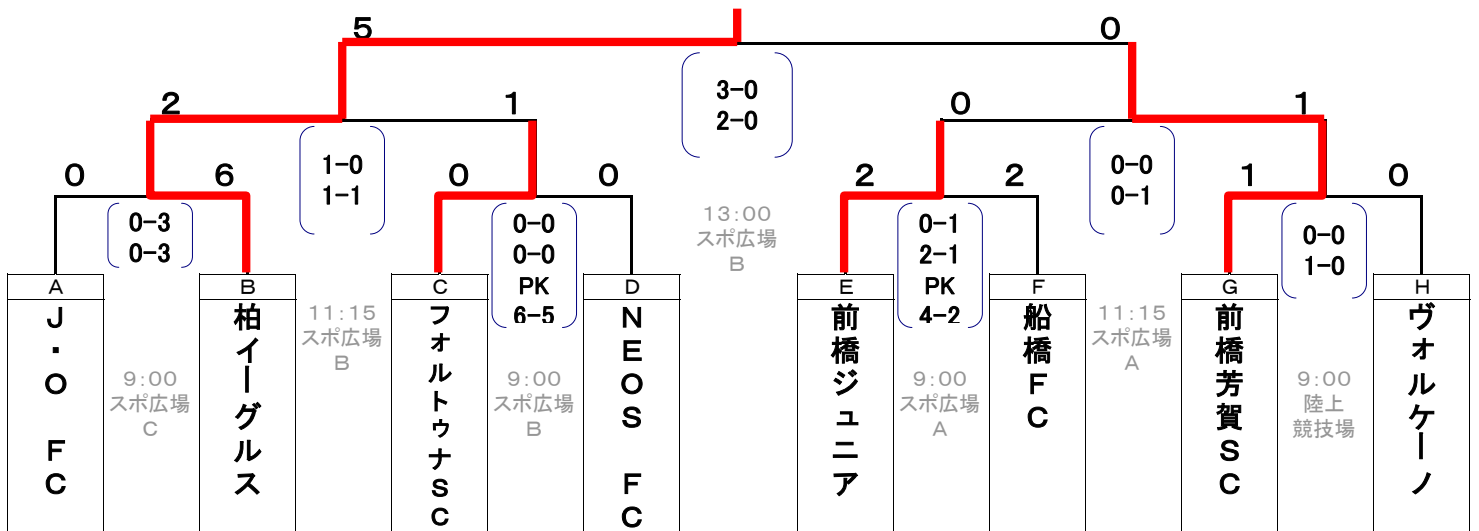 5
0
3-0
2-0
2
1
0
1
1-0
1-1
0-0
0-1
0
6
0
0
2
2
1
0
0-3
0-3
0-0
0-0
PK
6-5
0-1
2-1
PK
4-2
0-0
1-0
13:00
スポ広場
B
A
B
C
D
E
F
G
H
J・O FC
柏イーグルス
フォルトゥナSC
NEOS FC
前橋ジュニア
船橋FC
前橋芳賀SC
ヴォルケーノ
11:15
スポ広場
B
11:15
スポ広場
A
9:00
スポ広場
C
9:00
スポ広場
B
9:00
スポ広場
A
9:00
陸上
競技場